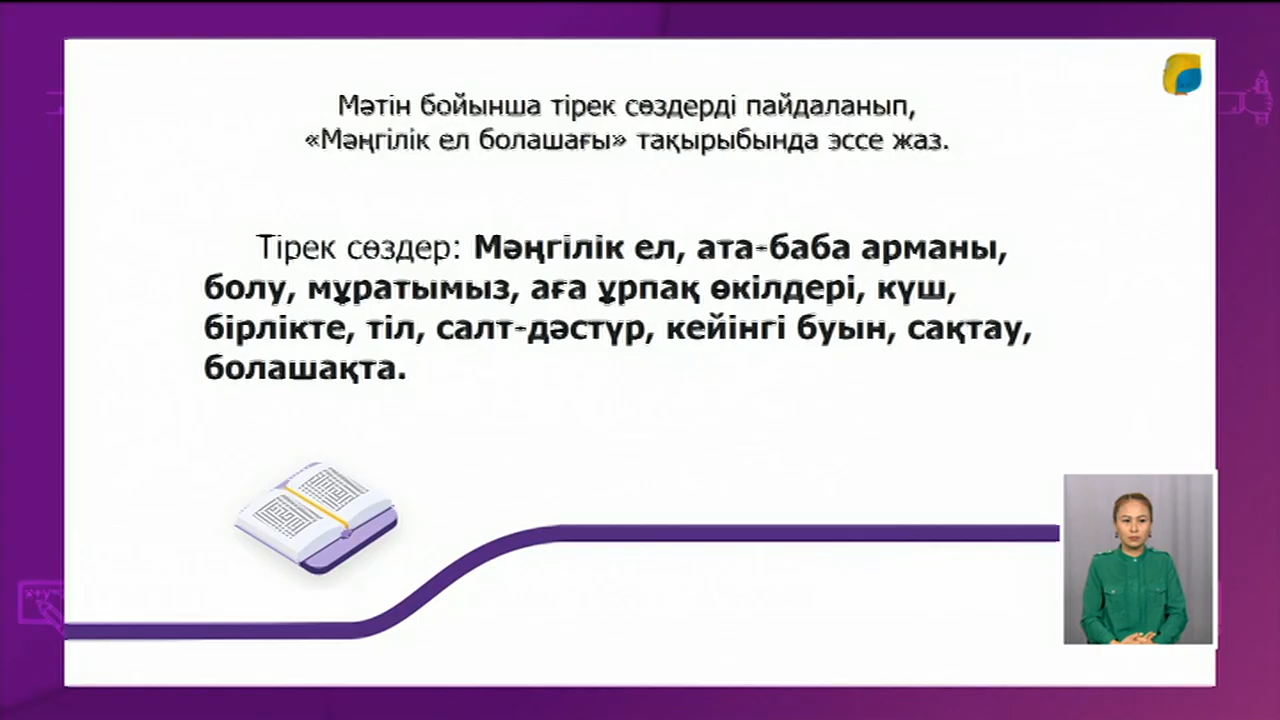 Мәтін бойынша тірек сөздерді пайдаланып,
«Мәңгілік ел болашағы» тақырыбында эссе жаз.
Тірек сөздер: Мәңгілік ел, ата-баба арманы,
болу, мұратымыз, аға ұрпақ өкілдері, күш,
бірлікте, тіл, салт-дәстүр, кейінгі буын, сақтау,
болашақта.